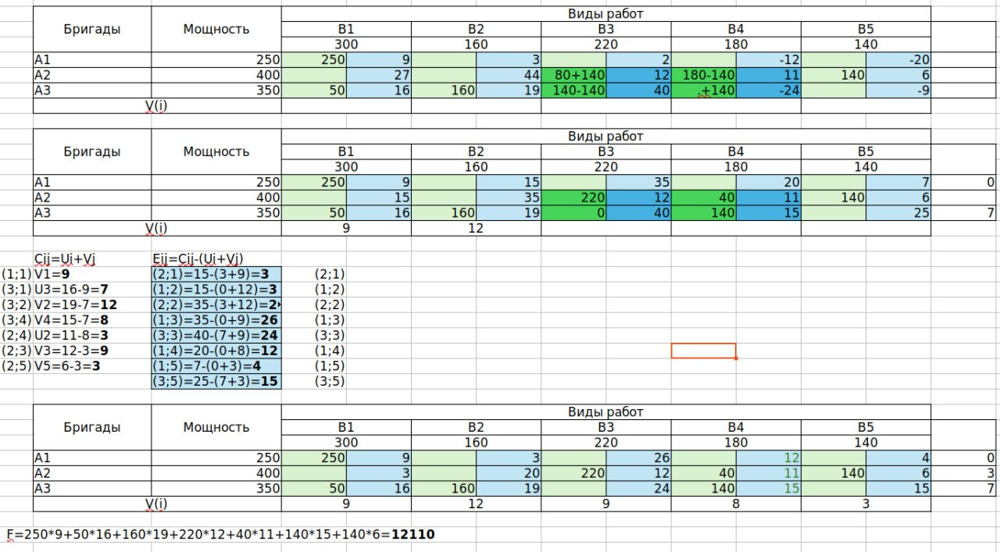 Виды работ
Бригады Мощность B1 B2 B3 B4 B5
300 160 220 180 140
A1 250 250 9 3 2 -12 -20
A2 400 27 44 80+140 12 180-140 11 140 6
A3 350 50 16 160 19 140-140 40 .+140 -24 -9
V(i)
Виды работ
Бригады Мощность B1 B2 B3 B4 B5
300 160 220 180 140
A1 250 250 9 15 35 20 7 0
A2 400 15 35 220 12 40 11 140 6
A3 350 50 16 160 19 0 40 140 15 25 7
V(i) 9 12
Cij=Ui+Vj Eij=Cij-(Ui+Vj)
(1;1) V1=9 (2;1)=15-(3+9)=3 (2;1)
(3;1) U3=16-9=7 (1;2)=15-(0+12)=3 (1;2)
(3;2) V2=19-7=12 (2;2)=35-(3+12)=2 (2;2)
(3;4) V4=15-7=8 (1;3)=35-(0+9)=26 (1;3)
(2;4) U2=11-8=3 (3;3)=40-(7+9)=24 (3;3)
(2;3) V3=12-3=9 (1;4)=20-(0+8)=12 (1;4)
(2;5) V5=6-3=3 (1;5)=7-(0+3)=4 (1;5)
(3;5)=25-(7+3)=15 (3;5)
Виды работ
Бригады Мощность B1 B2 B3 B4 B5
300 160 220 180 140
A1 250 250 9 3 26 12 4 0
A2 400 3 20 220 12 40 11 140 6 3
A3 350 50 16 160 19 24 140 15 15 7
V(i) 9 12 9 8 3
F=250*9+50*16+160*19+220*12+40*11+140*15+140*6=12110